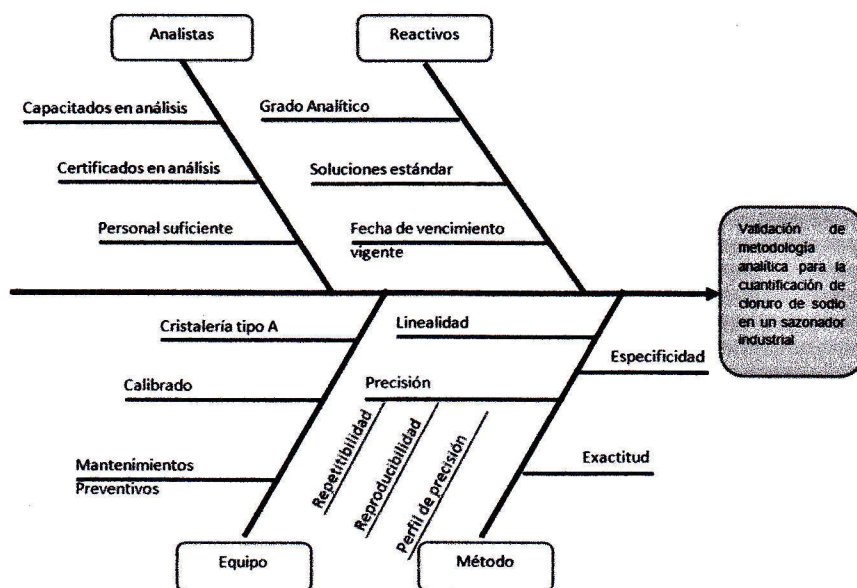 Analistas
Reactivos
Capacitados en análisis
Grado Analítico
Certificados en análisis
Soluciones estándar
Personal suficiente
Fecha de vencimiento
vigente
Validación de
metodología
analítica para la
cuantificación de
cloruro de sodio
en un sazonador
industrial
Cristalería tipo A
Linealidad
Especificidad
Calibrado
Precisión
Repetitibilidad
Reproducibilidad
Perfil de precisión
Mantenimientos
Preventivos
Exactitud
Equipo
Método